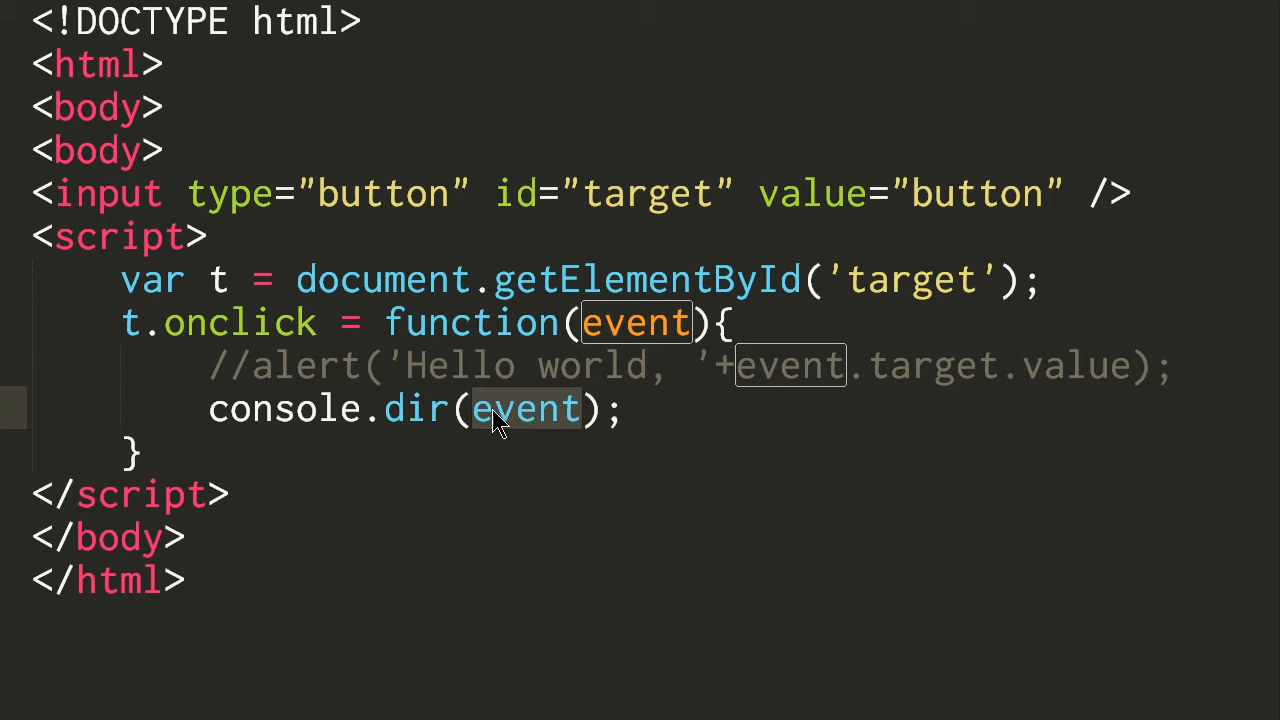 <!DOCTYPE html>
<html>
<body>
<body>
<input type="button" id="target" value="button" />
<script>
    var t = document.getElementById('target');
    t.onclick = function(event){
        //alert('Hello world, '+event.target.value);
        console.dir(event);
    }
</script>
</body>
</html>